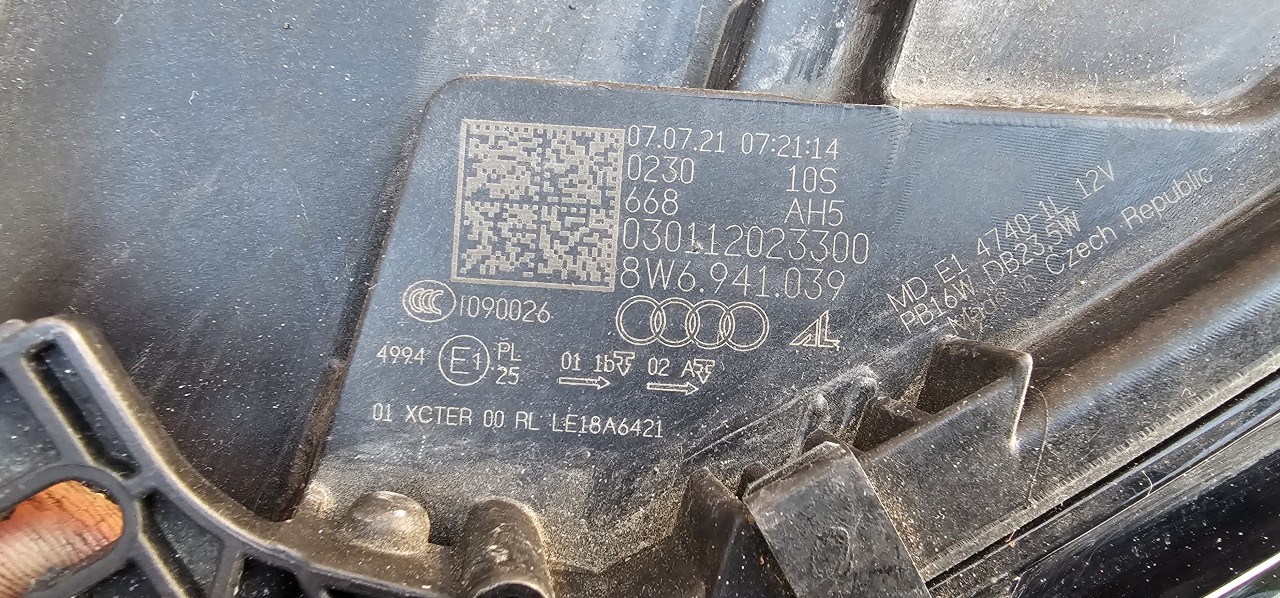 07.07.21 07:21:14
0230 10S
668 AH5
030112023300
8W6.941.039
CCC 1090026
AL
4994 E1 PL 25
01 1b 02 A
01 XCTER 00 RL LE18A6421
MD E1 4740-1L 12V
PB16W DB23,5W
Made in Czech Republic